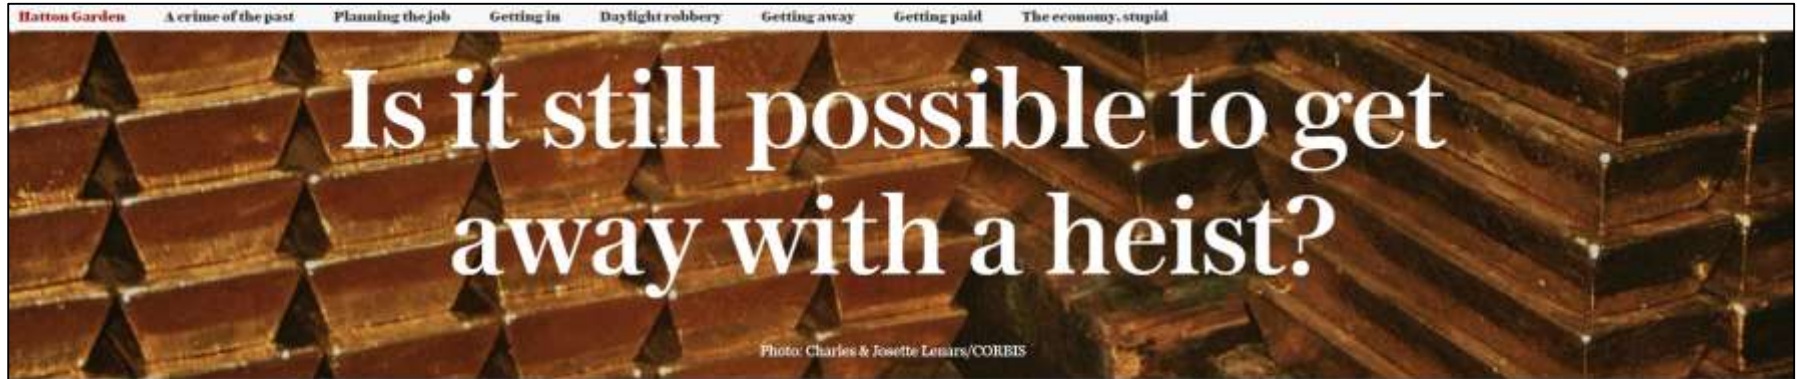 Hatton Garden A crime of the past Planning the job Getting in Daylight robbery Getting away Getting paid The economy, stupid
Is it still possible to get
away with a heist?
Photo: Charles & Josette Lenars/CORBIS